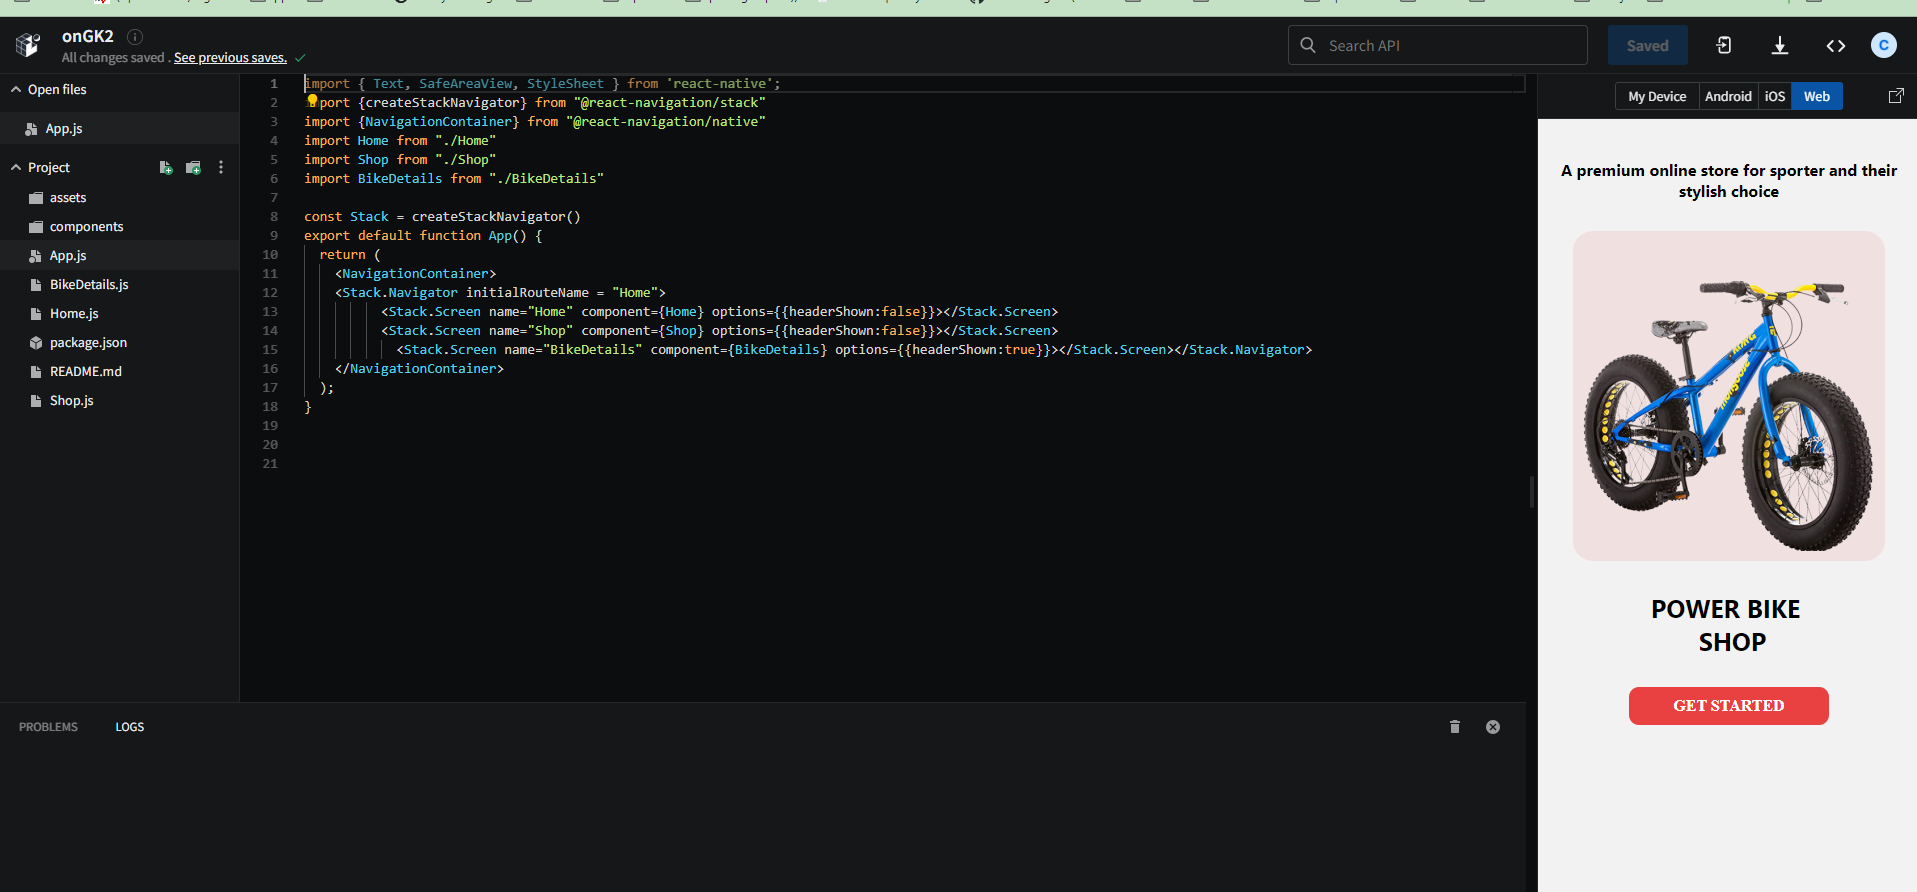 onGK2
All changes saved . See previous saves.
Search API
Saved
C
Open files
App.js
Project
assets
components
App.js
BikeDetails.js
Home.js
package.json
README.md
Shop.js
1 import { Text, SafeAreaView, StyleSheet } from 'react-native';
2 import {createStackNavigator} from "@react-navigation/stack"
3 import {NavigationContainer} from "@react-navigation/native"
4 import Home from "./Home"
5 import Shop from "./Shop"
6 import BikeDetails from "./BikeDetails"
7
8 const Stack = createStackNavigator()
9 export default function App() {
10 return (
11 <NavigationContainer>
12 <Stack.Navigator initialRouteName = "Home">
13 <Stack.Screen name="Home" component={Home} options={{headerShown:false}}></Stack.Screen>
14 <Stack.Screen name="Shop" component={Shop} options={{headerShown:false}}></Stack.Screen>
15 <Stack.Screen name="BikeDetails" component={BikeDetails} options={{headerShown:true}}></Stack.Screen></Stack.Navigator>
16 </NavigationContainer>
17 );
18 }
19
20
21
PROBLEMS LOGS
My Device Android iOS Web
A premium online store for sporter and their
stylish choice
POWER BIKE
SHOP
GET STARTED